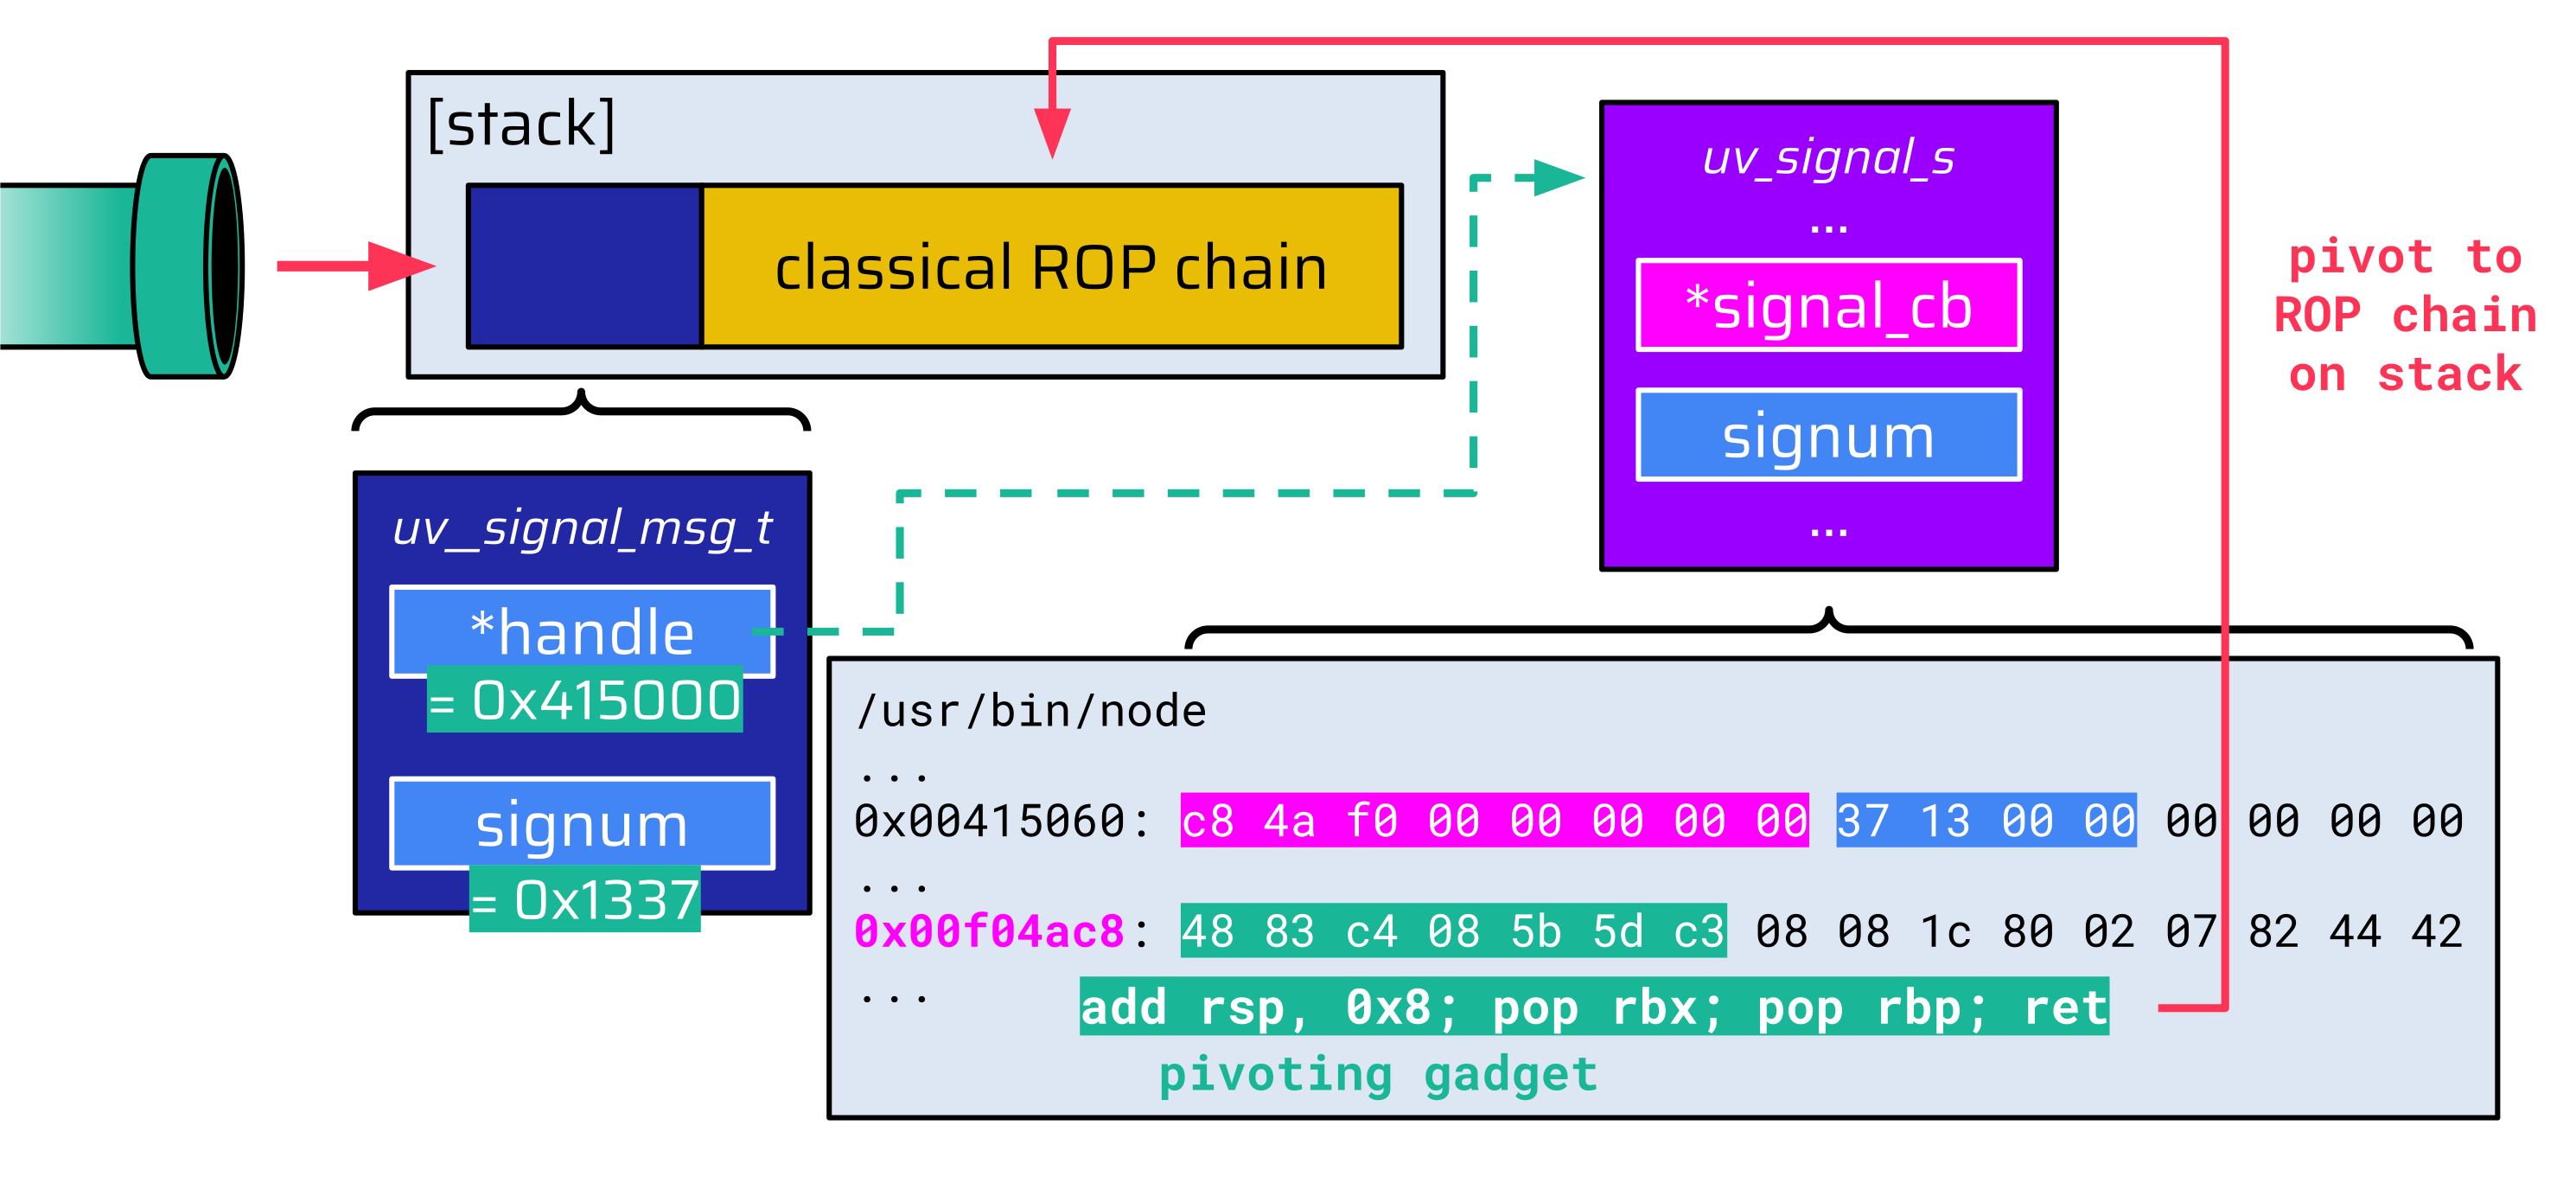 [stack]
classical ROP chain
uv_signal_s
...
*signal_cb
signum
...
pivot to
ROP chain
on stack
uv__signal_msg_t
*handle
= 0x415000
signum
= 0x1337
/usr/bin/node
...
0x00415060: c8 4a f0 00 00 00 00 00 37 13 00 00 00 00 00 00
...
0x00f04ac8: 48 83 c4 08 5b 5d c3 08 08 1c 80 02 07 82 44 42
... add rsp, 0x8; pop rbx; pop rbp; ret
pivoting gadget